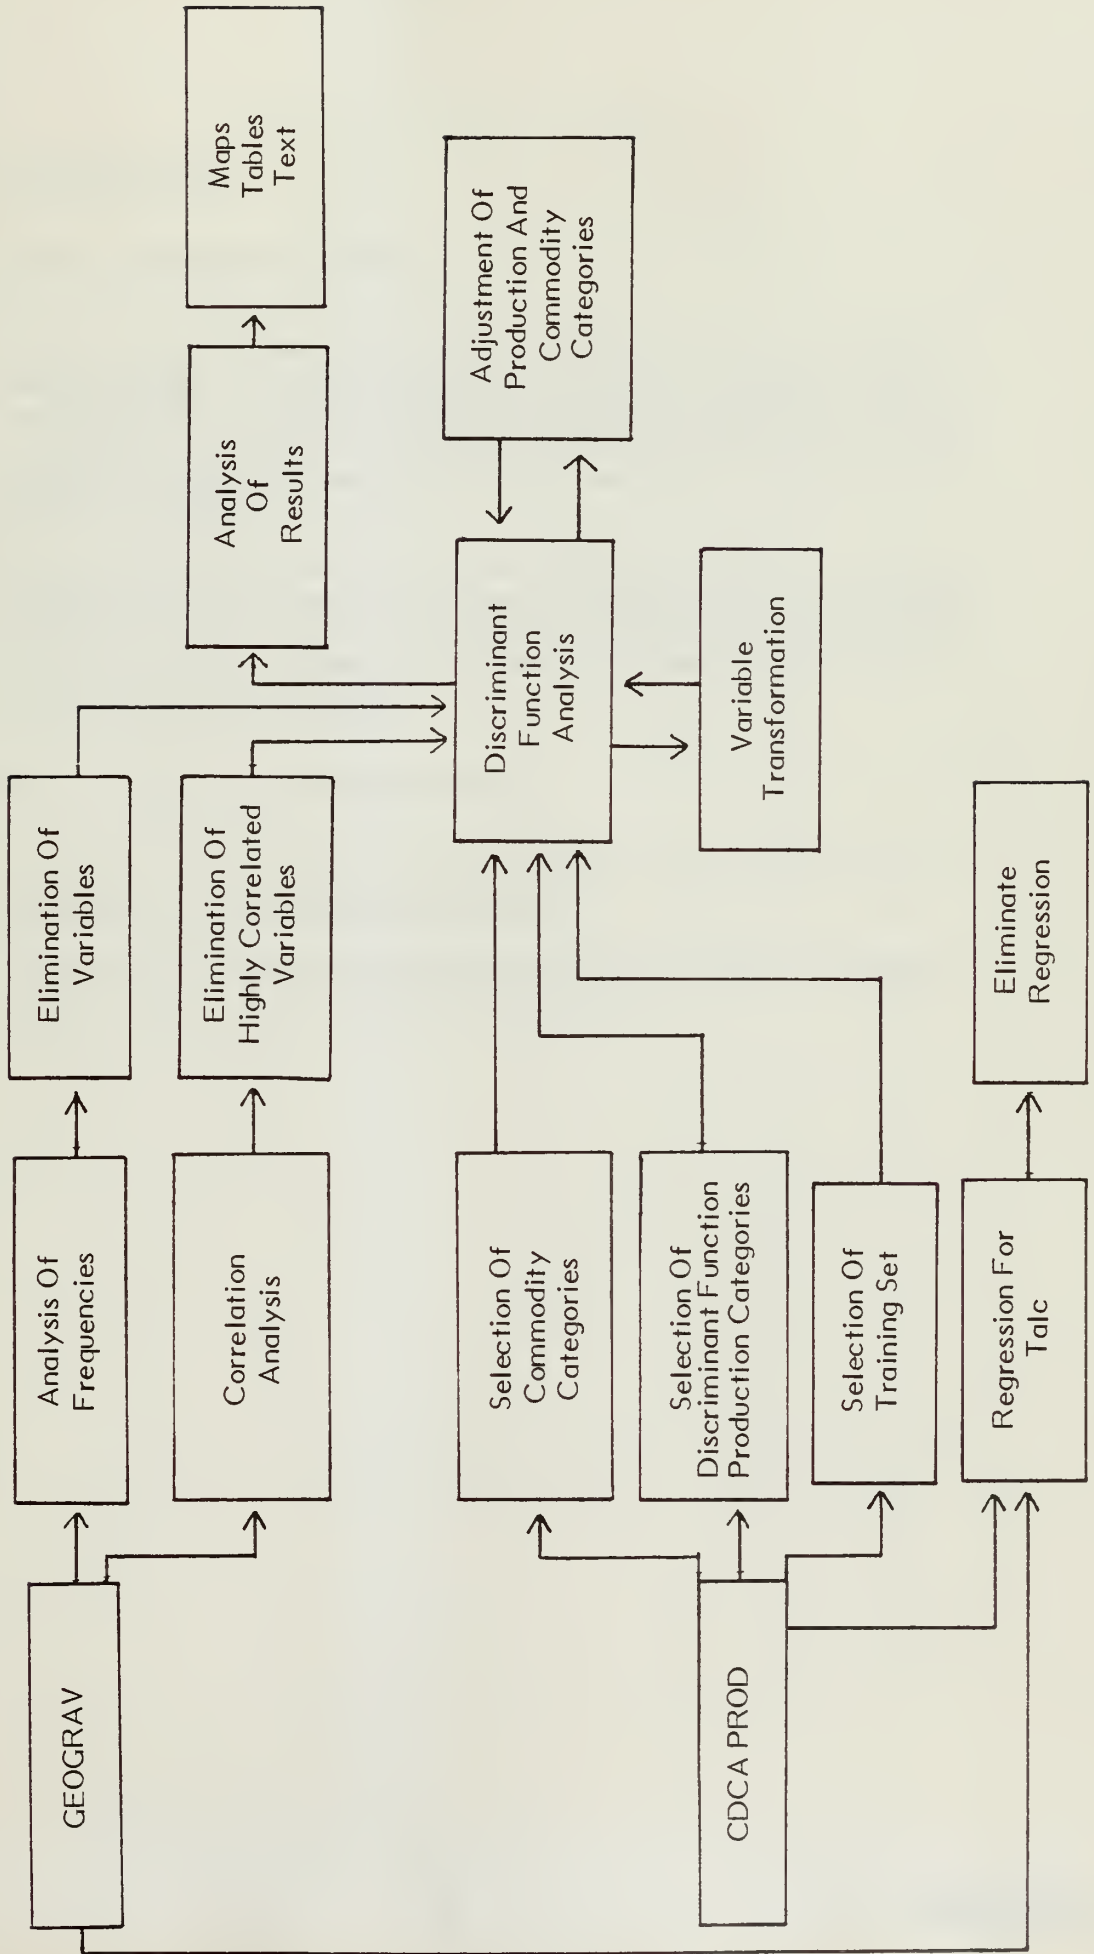 GEOGRAV
Analysis Of
Frequencies
Elimination Of
Variables
Correlation
Analysis
Elimination Of
Highly Correlated
Variables
Analysis
Of
Results
Maps
Tables
Text
CDCA PROD
Selection Of
Commodity
Categories
Selection Of
Discriminant Function
Production Categories
Selection Of
Training Set
Regression For
Talc
Eliminate
Regression
Discriminant
Function
Analysis
Variable
Transformation
Adjustment Of
Production And
Commodity
Categories